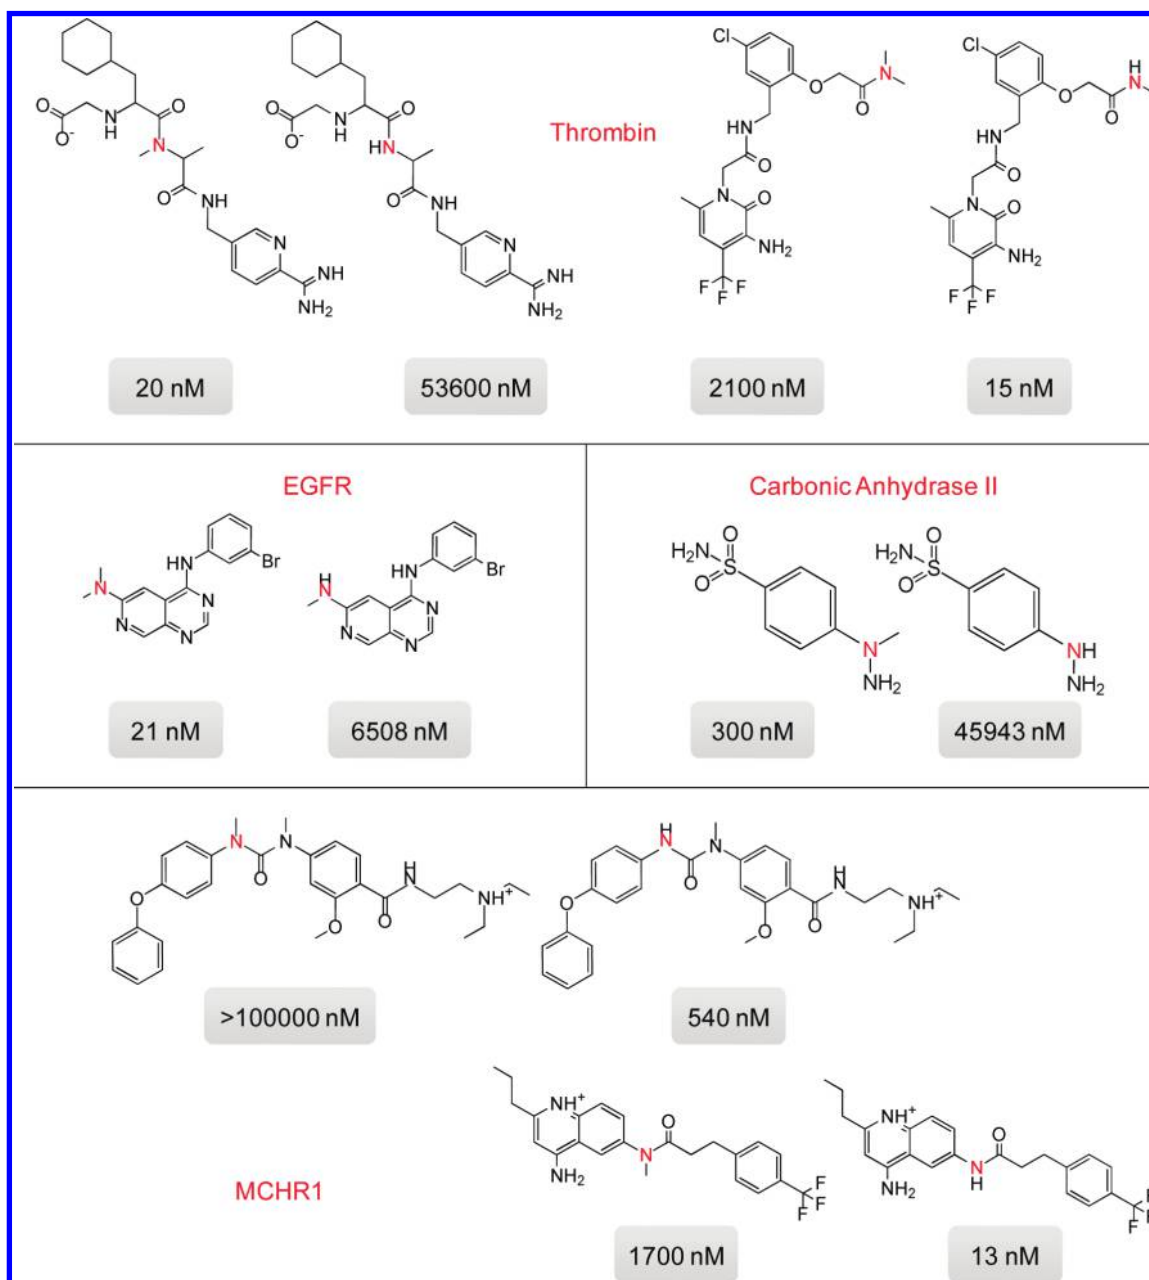 Thrombin
20 nM
53600 nM
2100 nM
15 nM
EGFR
Carbonic Anhydrase II
21 nM
6508 nM
300 nM
45943 nM
>100000 nM
540 nM
MCHR1
1700 nM
13 nM